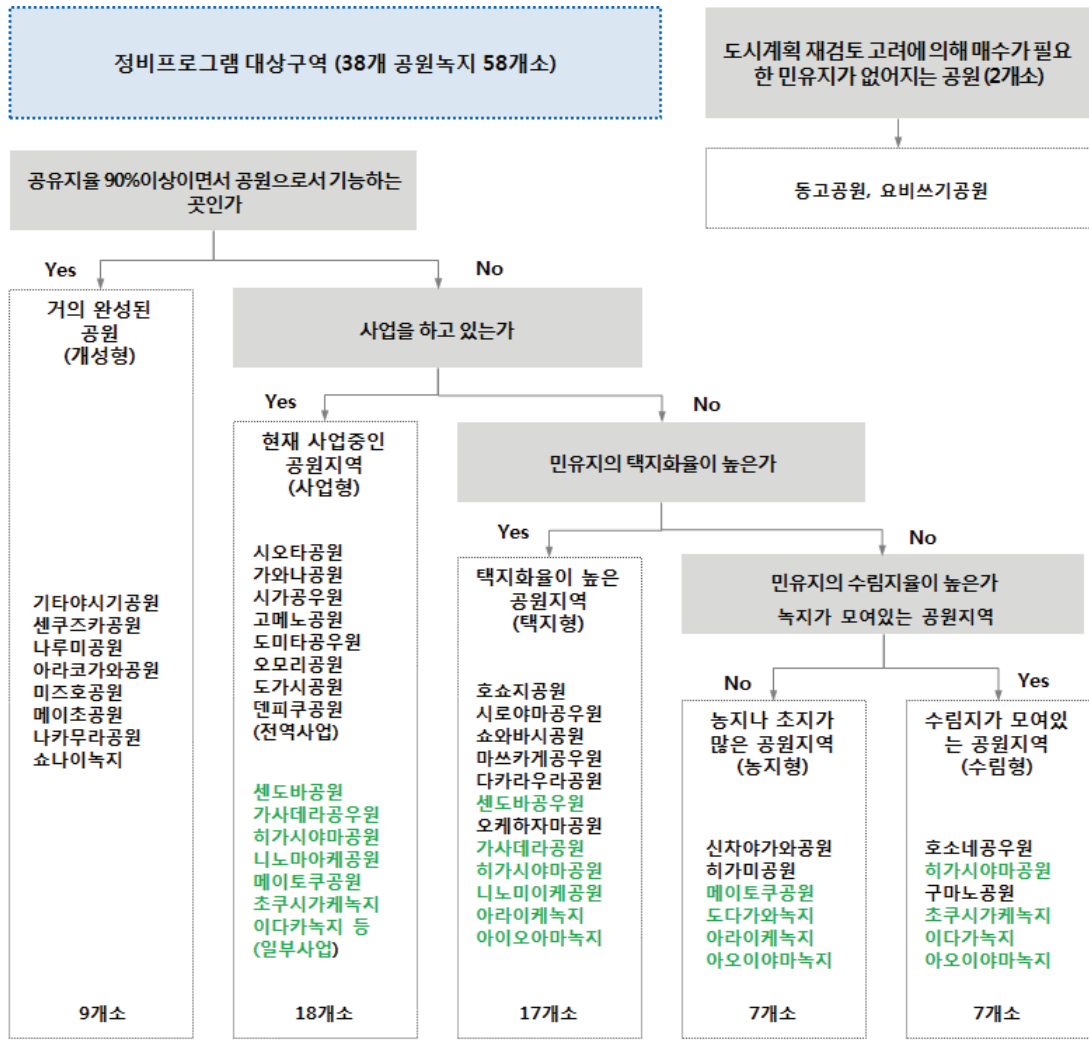 정비프로그램 대상구역 (38개 공원녹지 58개소)
도시계획 재검토 고려에 의해 매수가 필요
한 민유지가 없어지는 공원 (2개소)
동고공원, 요비쓰기공원
공유지율 90%이상이면서 공원으로서 기능하는
곳인가
Yes
No
거의 완성된
공원
(개성형)
기타야시기공원
센쿠즈카공원
나루미공원
아라코가와공원
미즈호공원
메이초공원
나카무라공원
쇼나이녹지
9개소
사업을 하고 있는가
Yes
No
현재 사업중인
공원지역
(사업형)
시오타공원
가와나공원
시가공우원
고메노공원
도미타공우원
오모리공원
도가시공원
덴피쿠공원
(전역사업)
센도바공원
가사데라공우원
히가시야마공원
니노마아케공원
메이토쿠공원
초쿠시가케녹지
이다카녹지 등
(일부사업)
18개소
민유지의 택지화율이 높은가
Yes
No
택지화율이 높은
공원지역
(택지형)
호쇼지공원
시로야마공우원
쇼와바시공원
마쓰카게공우원
다카라우라공원
센도바공우원
오케하자마공원
가사데라공원
히가시야마공원
니노미이케공원
아라이케녹지
아이오아마녹지
17개소
민유지의 수림지율이 높은가
녹지가 모여있는 공원지역
No
Yes
농지나 초지가
많은 공원지역
(농지형)
신차야가와공원
히가미공원
메이토쿠공원
도다가와녹지
아라이케녹지
아오이야마녹지
7개소
수림지가 모여있
는 공원지역
(수림형)
호소네공우원
히가시야마공원
구마노공원
초쿠시가케녹지
이다가녹지
아오이야마녹지
7개소